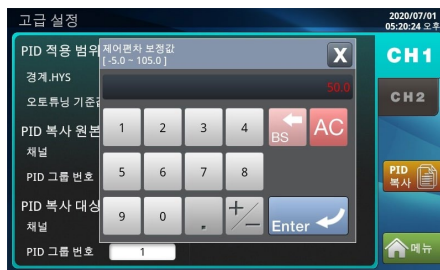 고급 설정
2020/07/01
05:20:24 오후
PID 적용 범위
제어편차 보정값
[ -5.0 ~ 105.0 ]
X
CH1
경계.HYS
50.0
오토튜닝 기준
CH2
PID 복사 원본
1 2 3 4 BS AC
채널
PID 그룹 번호
5 6 7 8
PID
복사
PID 복사 대상
9 0 . +/- Enter
채널
PID 그룹 번호 1
메뉴